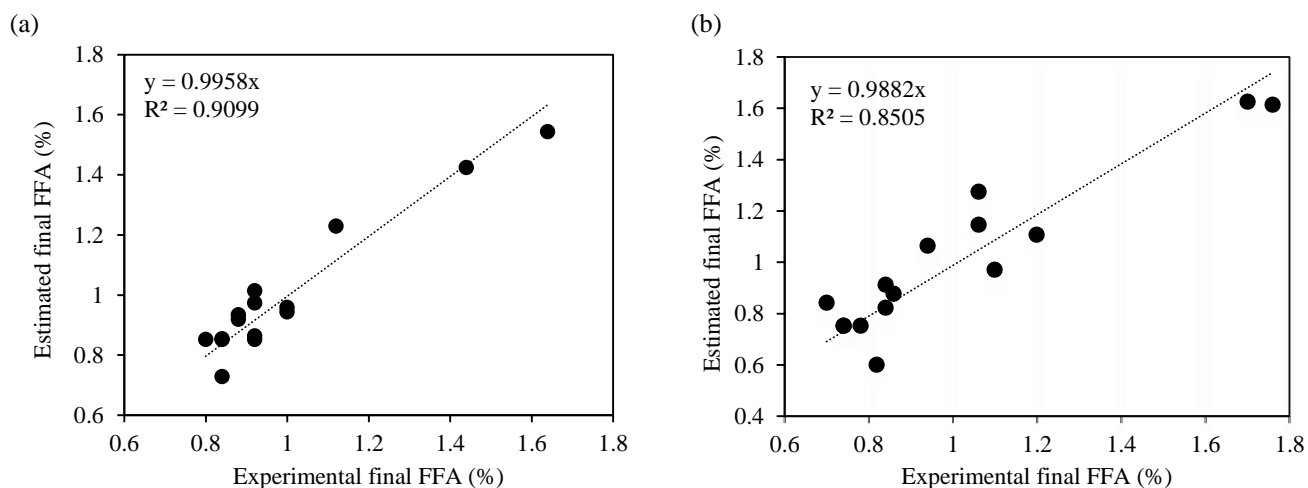 (a)
y = 0.9958x
R² = 0.9099
Estimated final FFA (%)
1.8
1.6
1.4
1.2
1
0.8
0.6
0.6 0.8 1 1.2 1.4 1.6 1.8
Experimental final FFA (%)
(b)
y = 0.9882x
R² = 0.8505
Estimated final FFA (%)
1.8
1.6
1.4
1.2
1
0.8
0.6
0.4
0.6 0.8 1 1.2 1.4 1.6 1.8
Experimental final FFA (%)